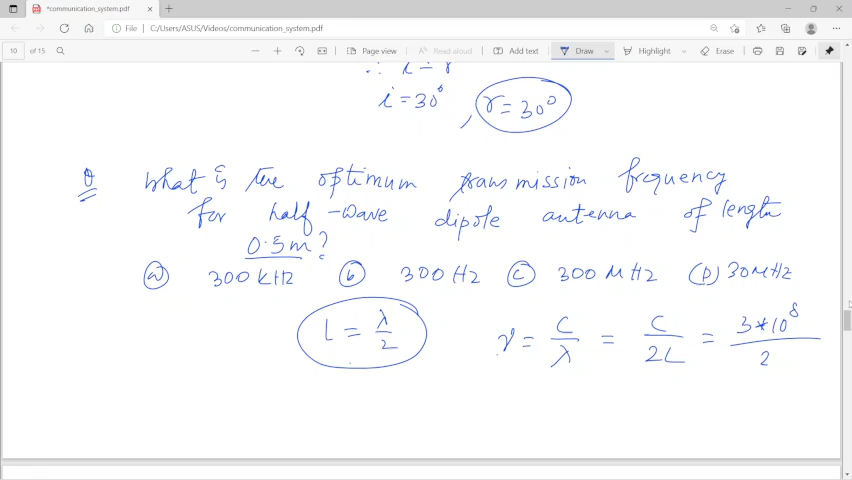 *communication_system.pdf
File | C:/Users/ASUS/Videos/communication_system.pdf
10 of 15 Page view Read aloud Add text Draw Highlight Erase
∴ i = r
i = 30°, r = 30°
Q What is the optimum transmission frequency
for half-wave dipole antenna of length
0.5m?
(a) 300 KHz (b) 300 Hz (c) 300 MHz (D) 30 MHz
L = λ/2 ν = C/λ = C/2L = 3*10^8/2